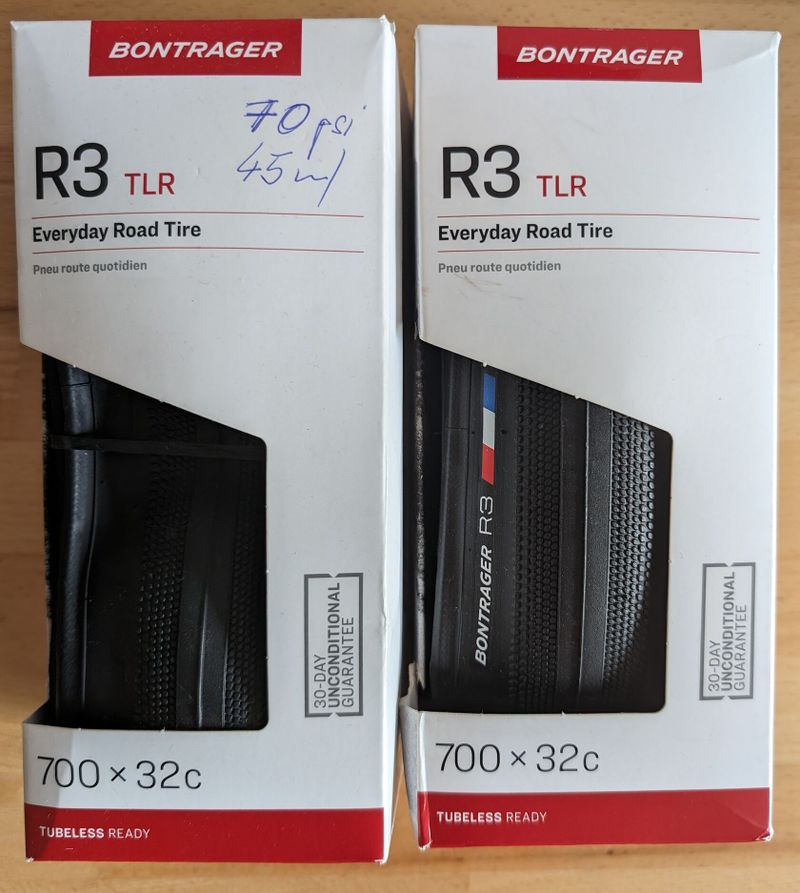 BONTRAGER
70 psi
45 ml
R3 TLR
Everyday Road Tire
Pneu route quotidien
30-DAY
UNCONDITIONAL
GUARANTEE
700 × 32c
TUBELESS READY
BONTRAGER
R3 TLR
Everyday Road Tire
Pneu route quotidien
BONTRAGER R3
30-DAY
UNCONDITIONAL
GUARANTEE
700 × 32c
TUBELESS READY